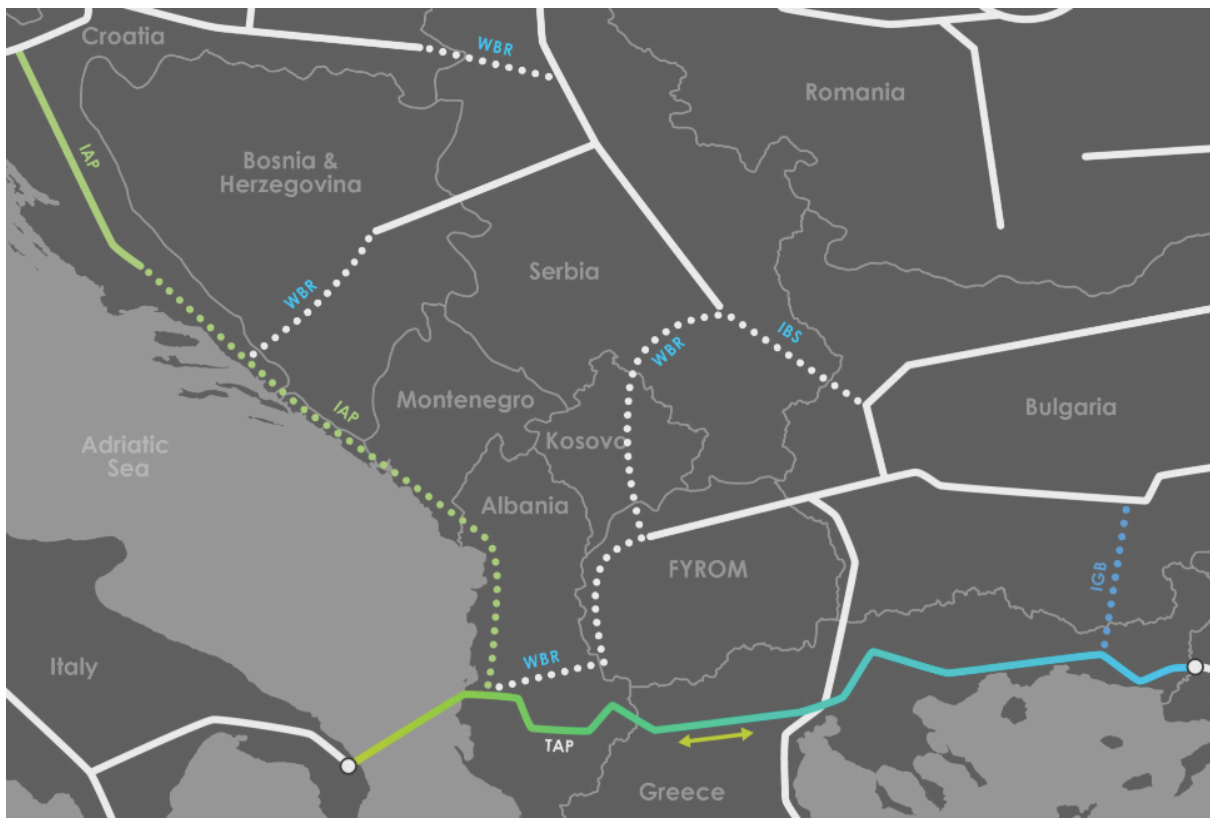 Croatia
WBR
Romania
IAP
Bosnia &
Herzegovina
Serbia
WBR
IBS
WBR
IAP
Montenegro
Bulgaria
Kosovo
Adriatic
Sea
Albania
FYROM
IGB
WBR
Italy
TAP
Greece